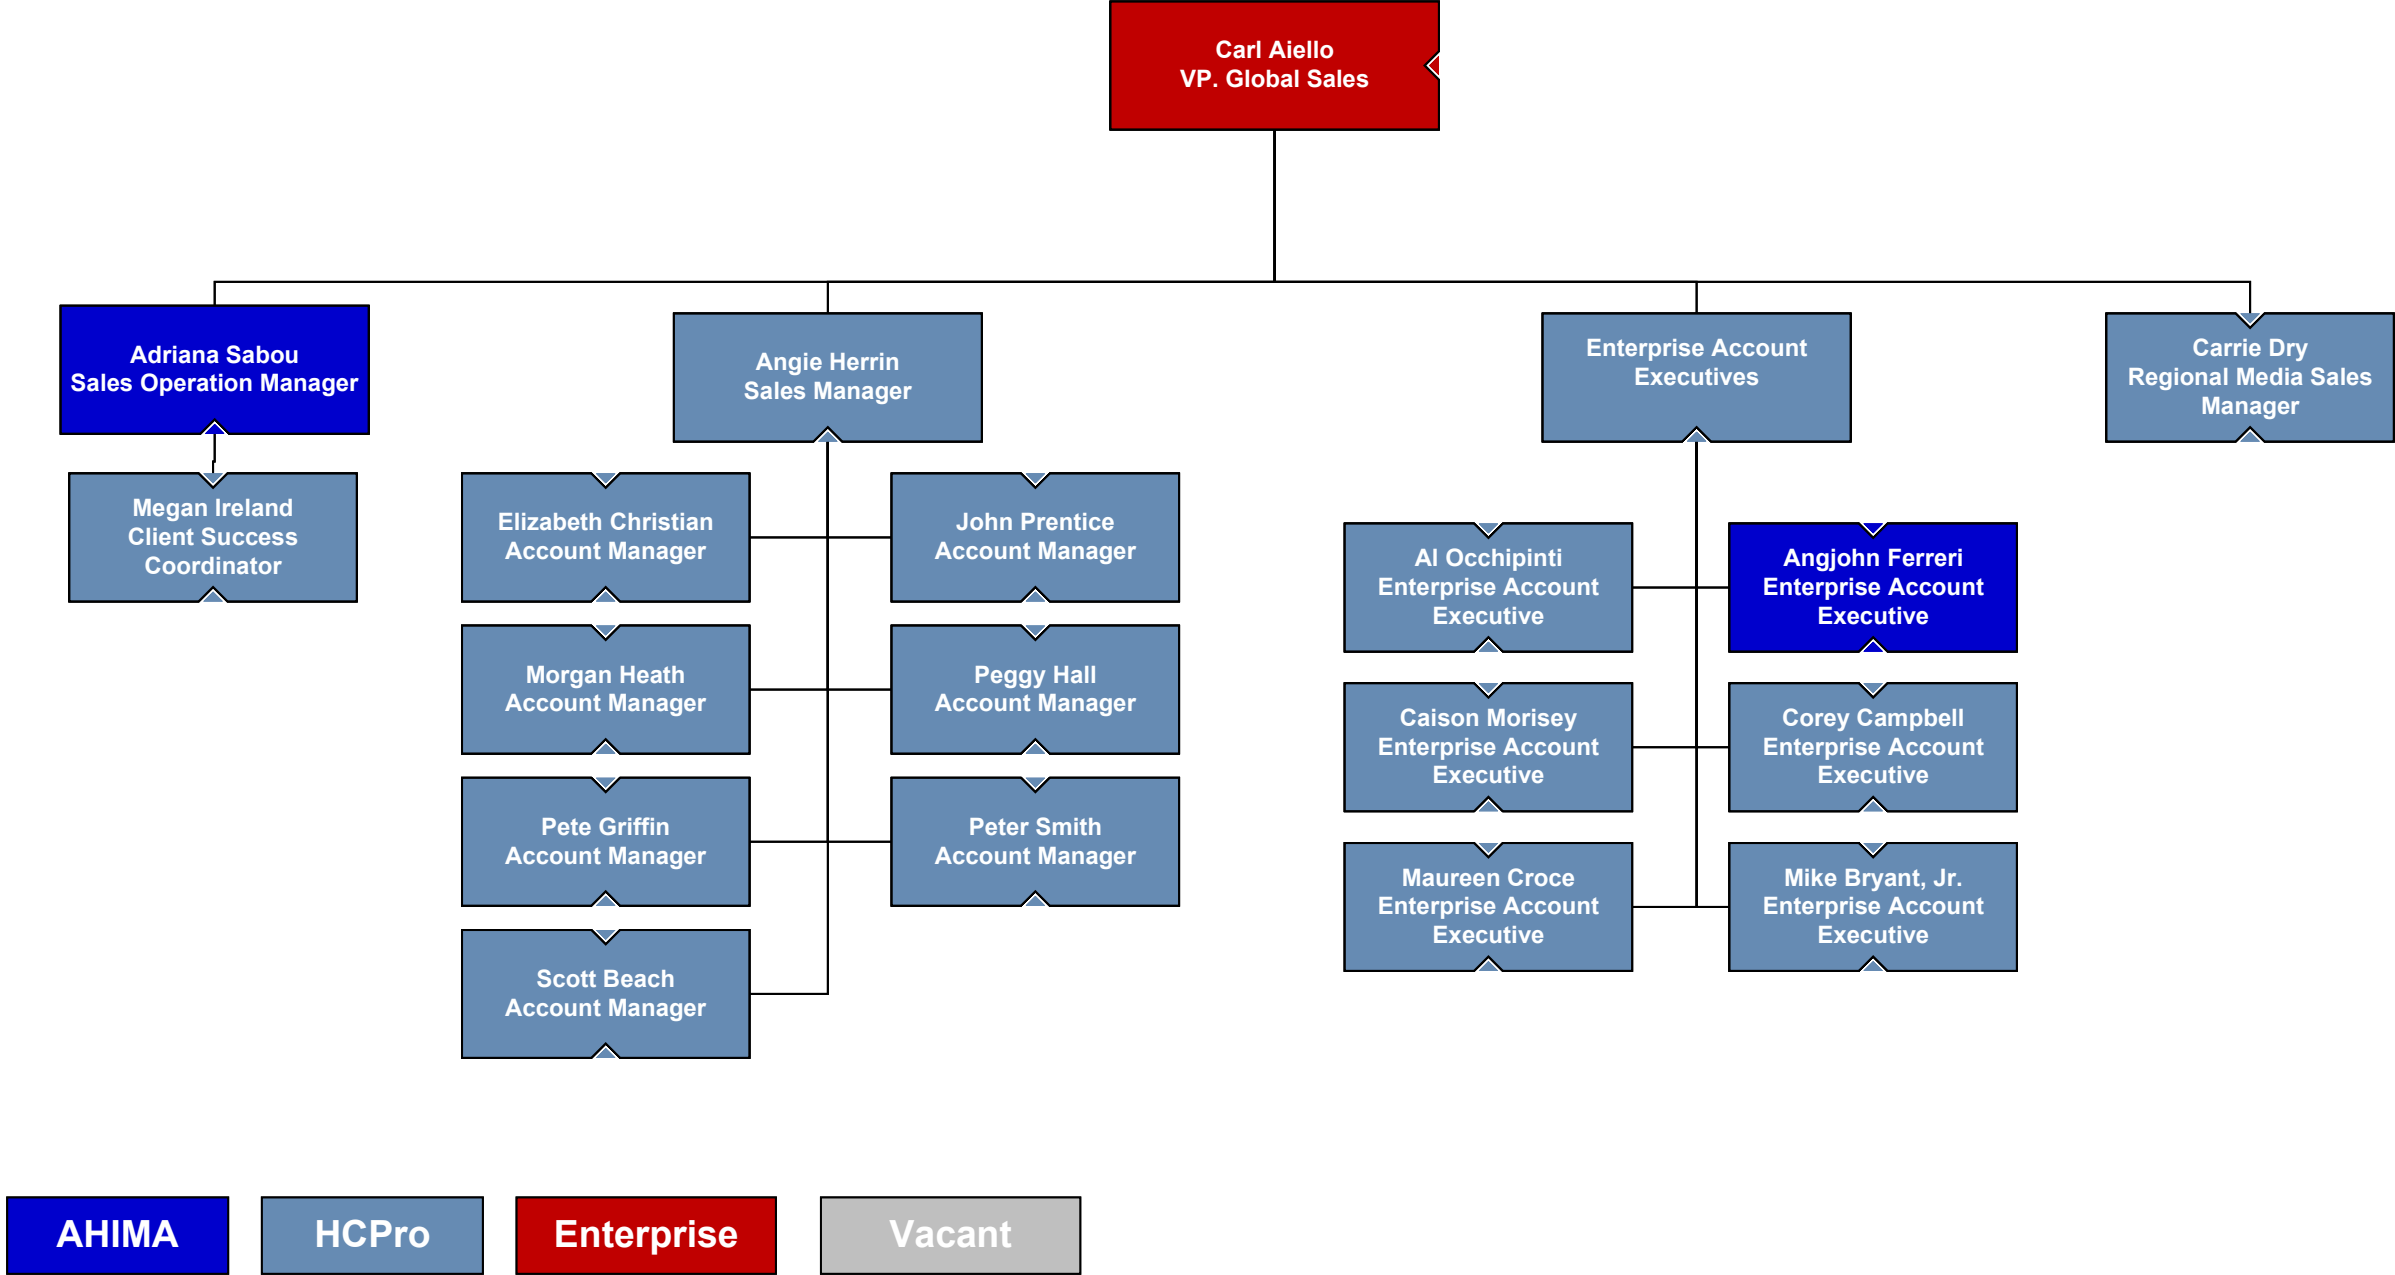 Carl Aiello
VP. Global Sales
Adriana Sabou
Sales Operation Manager
Angie Herrin
Sales Manager
Enterprise Account
Executives
Carrie Dry
Regional Media Sales
Manager
Megan Ireland
Client Success
Coordinator
Elizabeth Christian
Account Manager
John Prentice
Account Manager
Morgan Heath
Account Manager
Peggy Hall
Account Manager
Pete Griffin
Account Manager
Peter Smith
Account Manager
Scott Beach
Account Manager
Al Occhipinti
Enterprise Account
Executive
Angjohn Ferreri
Enterprise Account
Executive
Caison Morisey
Enterprise Account
Executive
Corey Campbell
Enterprise Account
Executive
Maureen Croce
Enterprise Account
Executive
Mike Bryant, Jr.
Enterprise Account
Executive
AHIMA
HCPro
Enterprise
Vacant